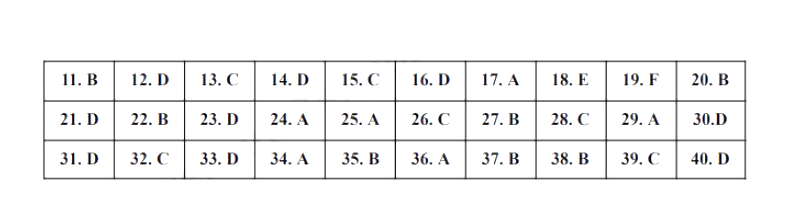 11. B 12. D 13. C 14. D 15. C 16. D 17. A 18. E 19. F 20. B
21. D 22. B 23. D 24. A 25. A 26. C 27. B 28. C 29. A 30.D
31. D 32. C 33. D 34. A 35. B 36. A 37. B 38. B 39. C 40. D